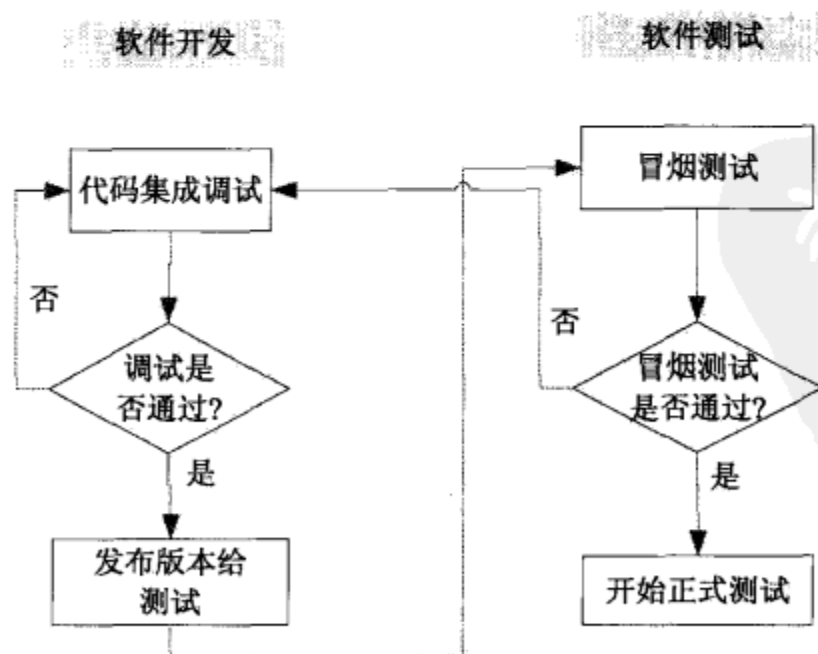 软件开发
软件测试
代码集成调试
冒烟测试
否
否
调试是
否通过?
冒烟测试
是否通过?
是
是
发布版本给
测试
开始正式测试